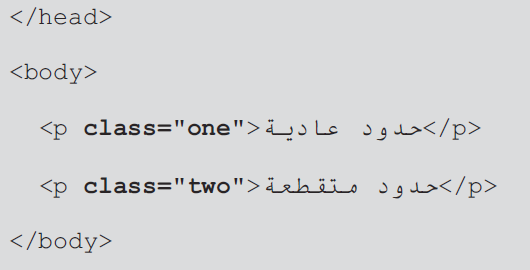 </head>
<body>
<p class="one">حدود عادية</p>
<p class="two">حدود متقطعة</p>
</body>